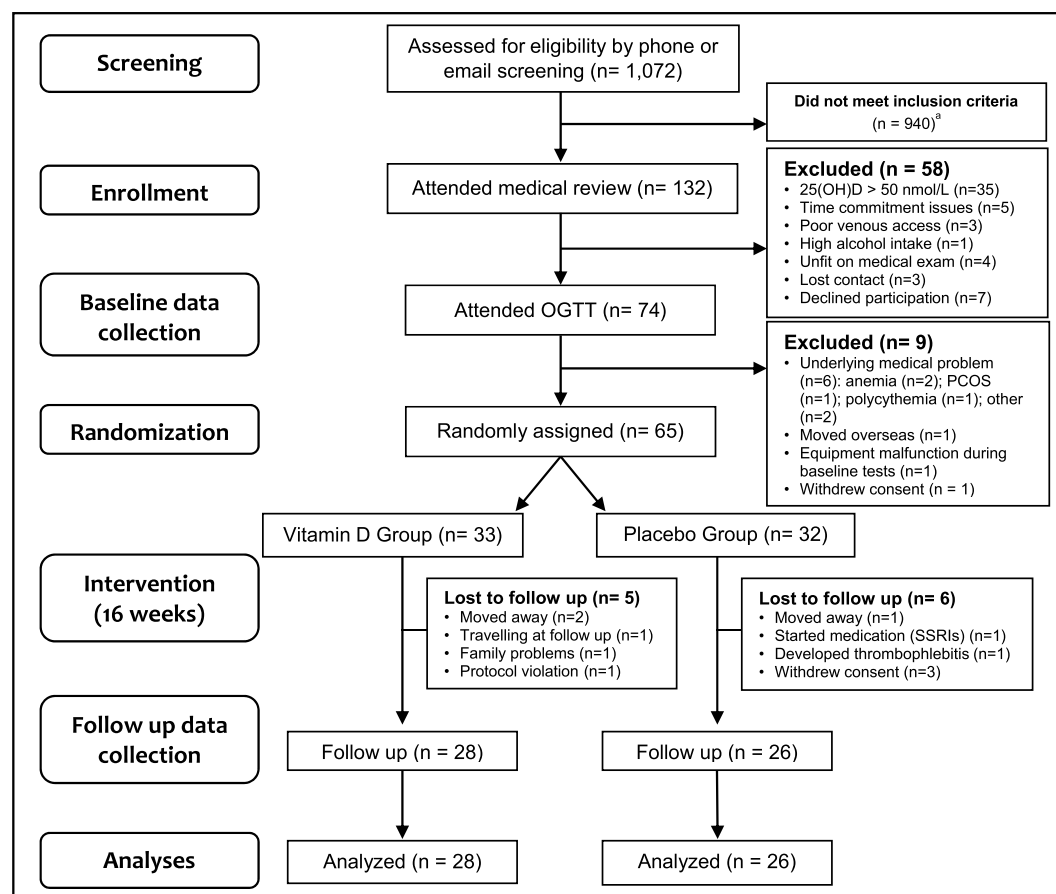 Screening
Assessed for eligibility by phone or
email screening (n= 1,072)
Did not meet inclusion criteria
(n = 940)a
Enrollment
Attended medical review (n= 132)
Excluded (n = 58)
• 25(OH)D > 50 nmol/L (n=35)
• Time commitment issues (n=5)
• Poor venous access (n=3)
• High alcohol intake (n=1)
• Unfit on medical exam (n=4)
• Lost contact (n=3)
• Declined participation (n=7)
Baseline data
collection
Attended OGTT (n= 74)
Excluded (n= 9)
• Underlying medical problem
(n=6): anemia (n=2); PCOS
(n=1); polycythemia (n=1); other
(n=2)
• Moved overseas (n=1)
• Equipment malfunction during
baseline tests (n=1)
• Withdrew consent (n = 1)
Randomization
Randomly assigned (n= 65)
Vitamin D Group (n= 33)
Placebo Group (n= 32)
Intervention
(16 weeks)
Lost to follow up (n= 5)
• Moved away (n=2)
• Travelling at follow up (n=1)
• Family problems (n=1)
• Protocol violation (n=1)
Lost to follow up (n= 6)
• Moved away (n=1)
• Started medication (SSRIs) (n=1)
• Developed thrombophlebitis (n=1)
• Withdrew consent (n=3)
Follow up data
collection
Follow up (n = 28)
Follow up (n = 26)
Analyses
Analyzed (n = 28)
Analyzed (n = 26)